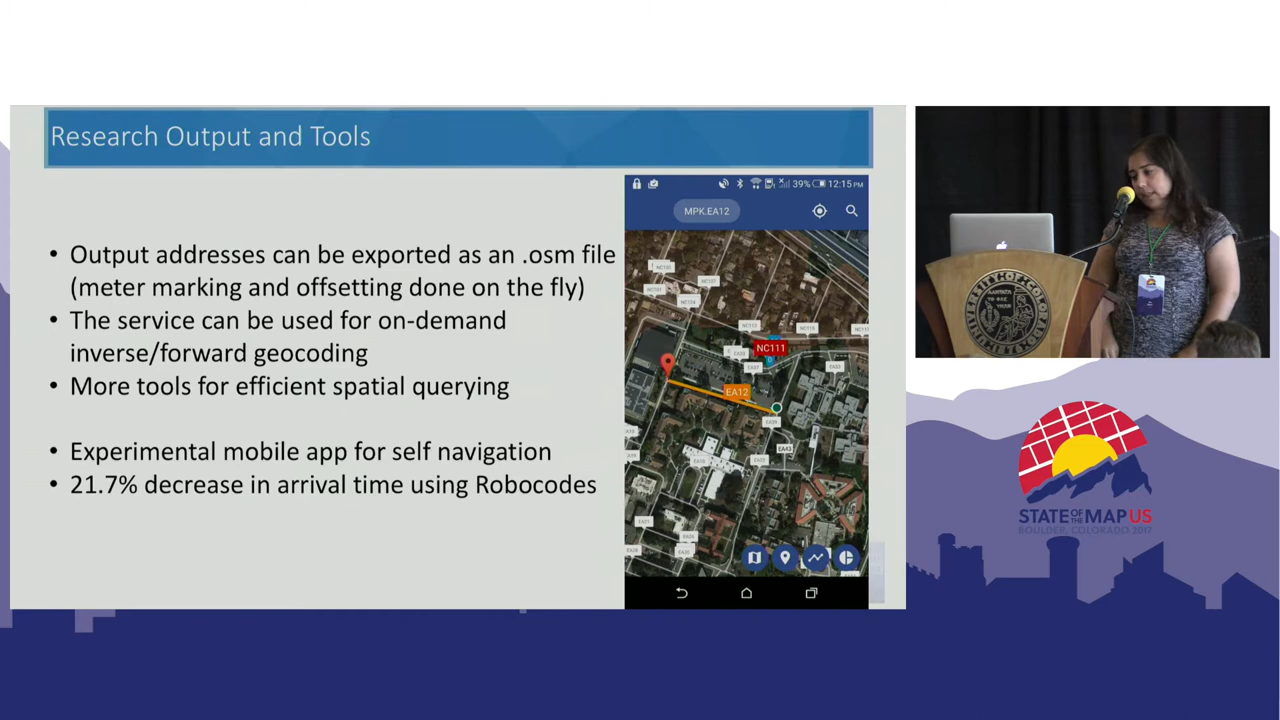 Research Output and Tools
• Output addresses can be exported as an .osm file
(meter marking and offsetting done on the fly)
• The service can be used for on-demand
inverse/forward geocoding
• More tools for efficient spatial querying
• Experimental mobile app for self navigation
• 21.7% decrease in arrival time using Robocodes
39% 12:15PM
MPK.EA12
NC111
EA12
EA43
STATE OF THE MAP US
BOULDER, COLORADO 2017